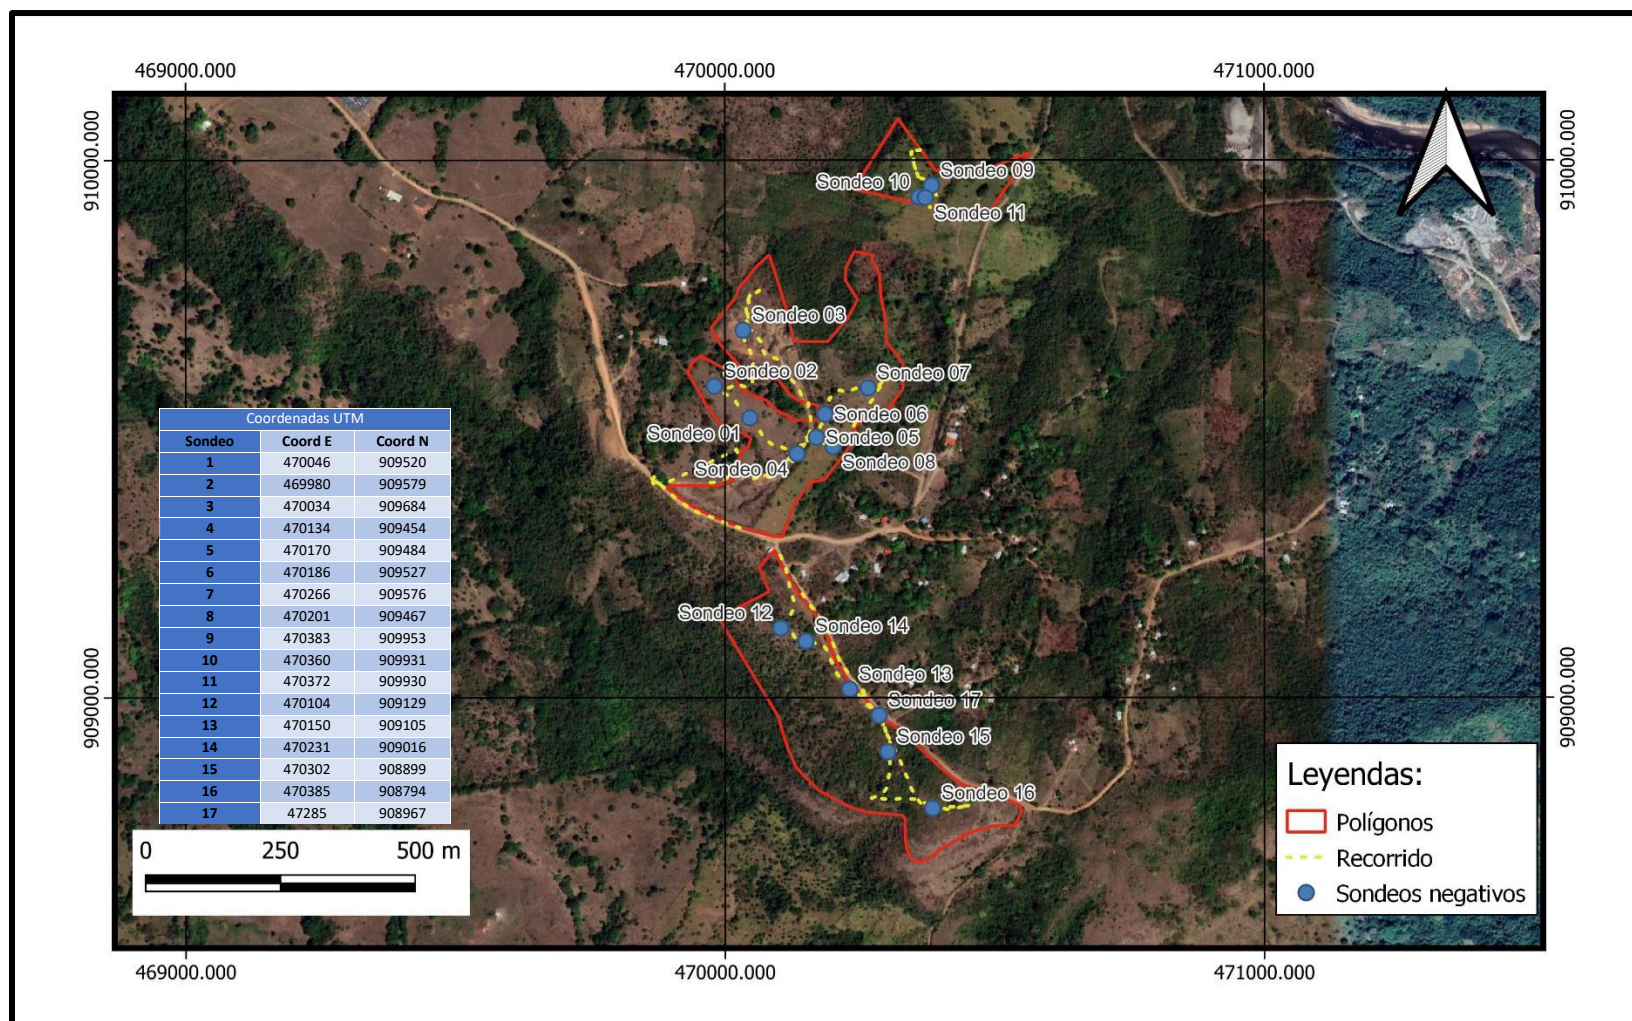 469000.000 470000.000 471000.000
910000.000 910000.000
Sondeo 09
Sondeo 10
Sondeo 11
Sondeo 03
Sondeo 02
Sondeo 07
Sondeo 06
Sondeo 01
Sondeo 05
Sondeo 08
Sondeo 04
Sondeo 12
Sondeo 14
Sondeo 13
Sondeo 17
Sondeo 15
Sondeo 16
909000.000 909000.000
Coordenadas UTM
Sondeo Coord E Coord N
1 470046 909520
2 469980 909579
3 470034 909684
4 470134 909454
5 470170 909484
6 470186 909527
7 470266 909576
8 470201 909467
9 470383 909953
10 470360 909931
11 470372 909930
12 470104 909129
13 470150 909105
14 470231 909016
15 470302 908899
16 470385 908794
17 47285 908967
0 250 500 m
Leyendas:
Polígonos
Recorrido
Sondeos negativos
469000.000 470000.000 471000.000